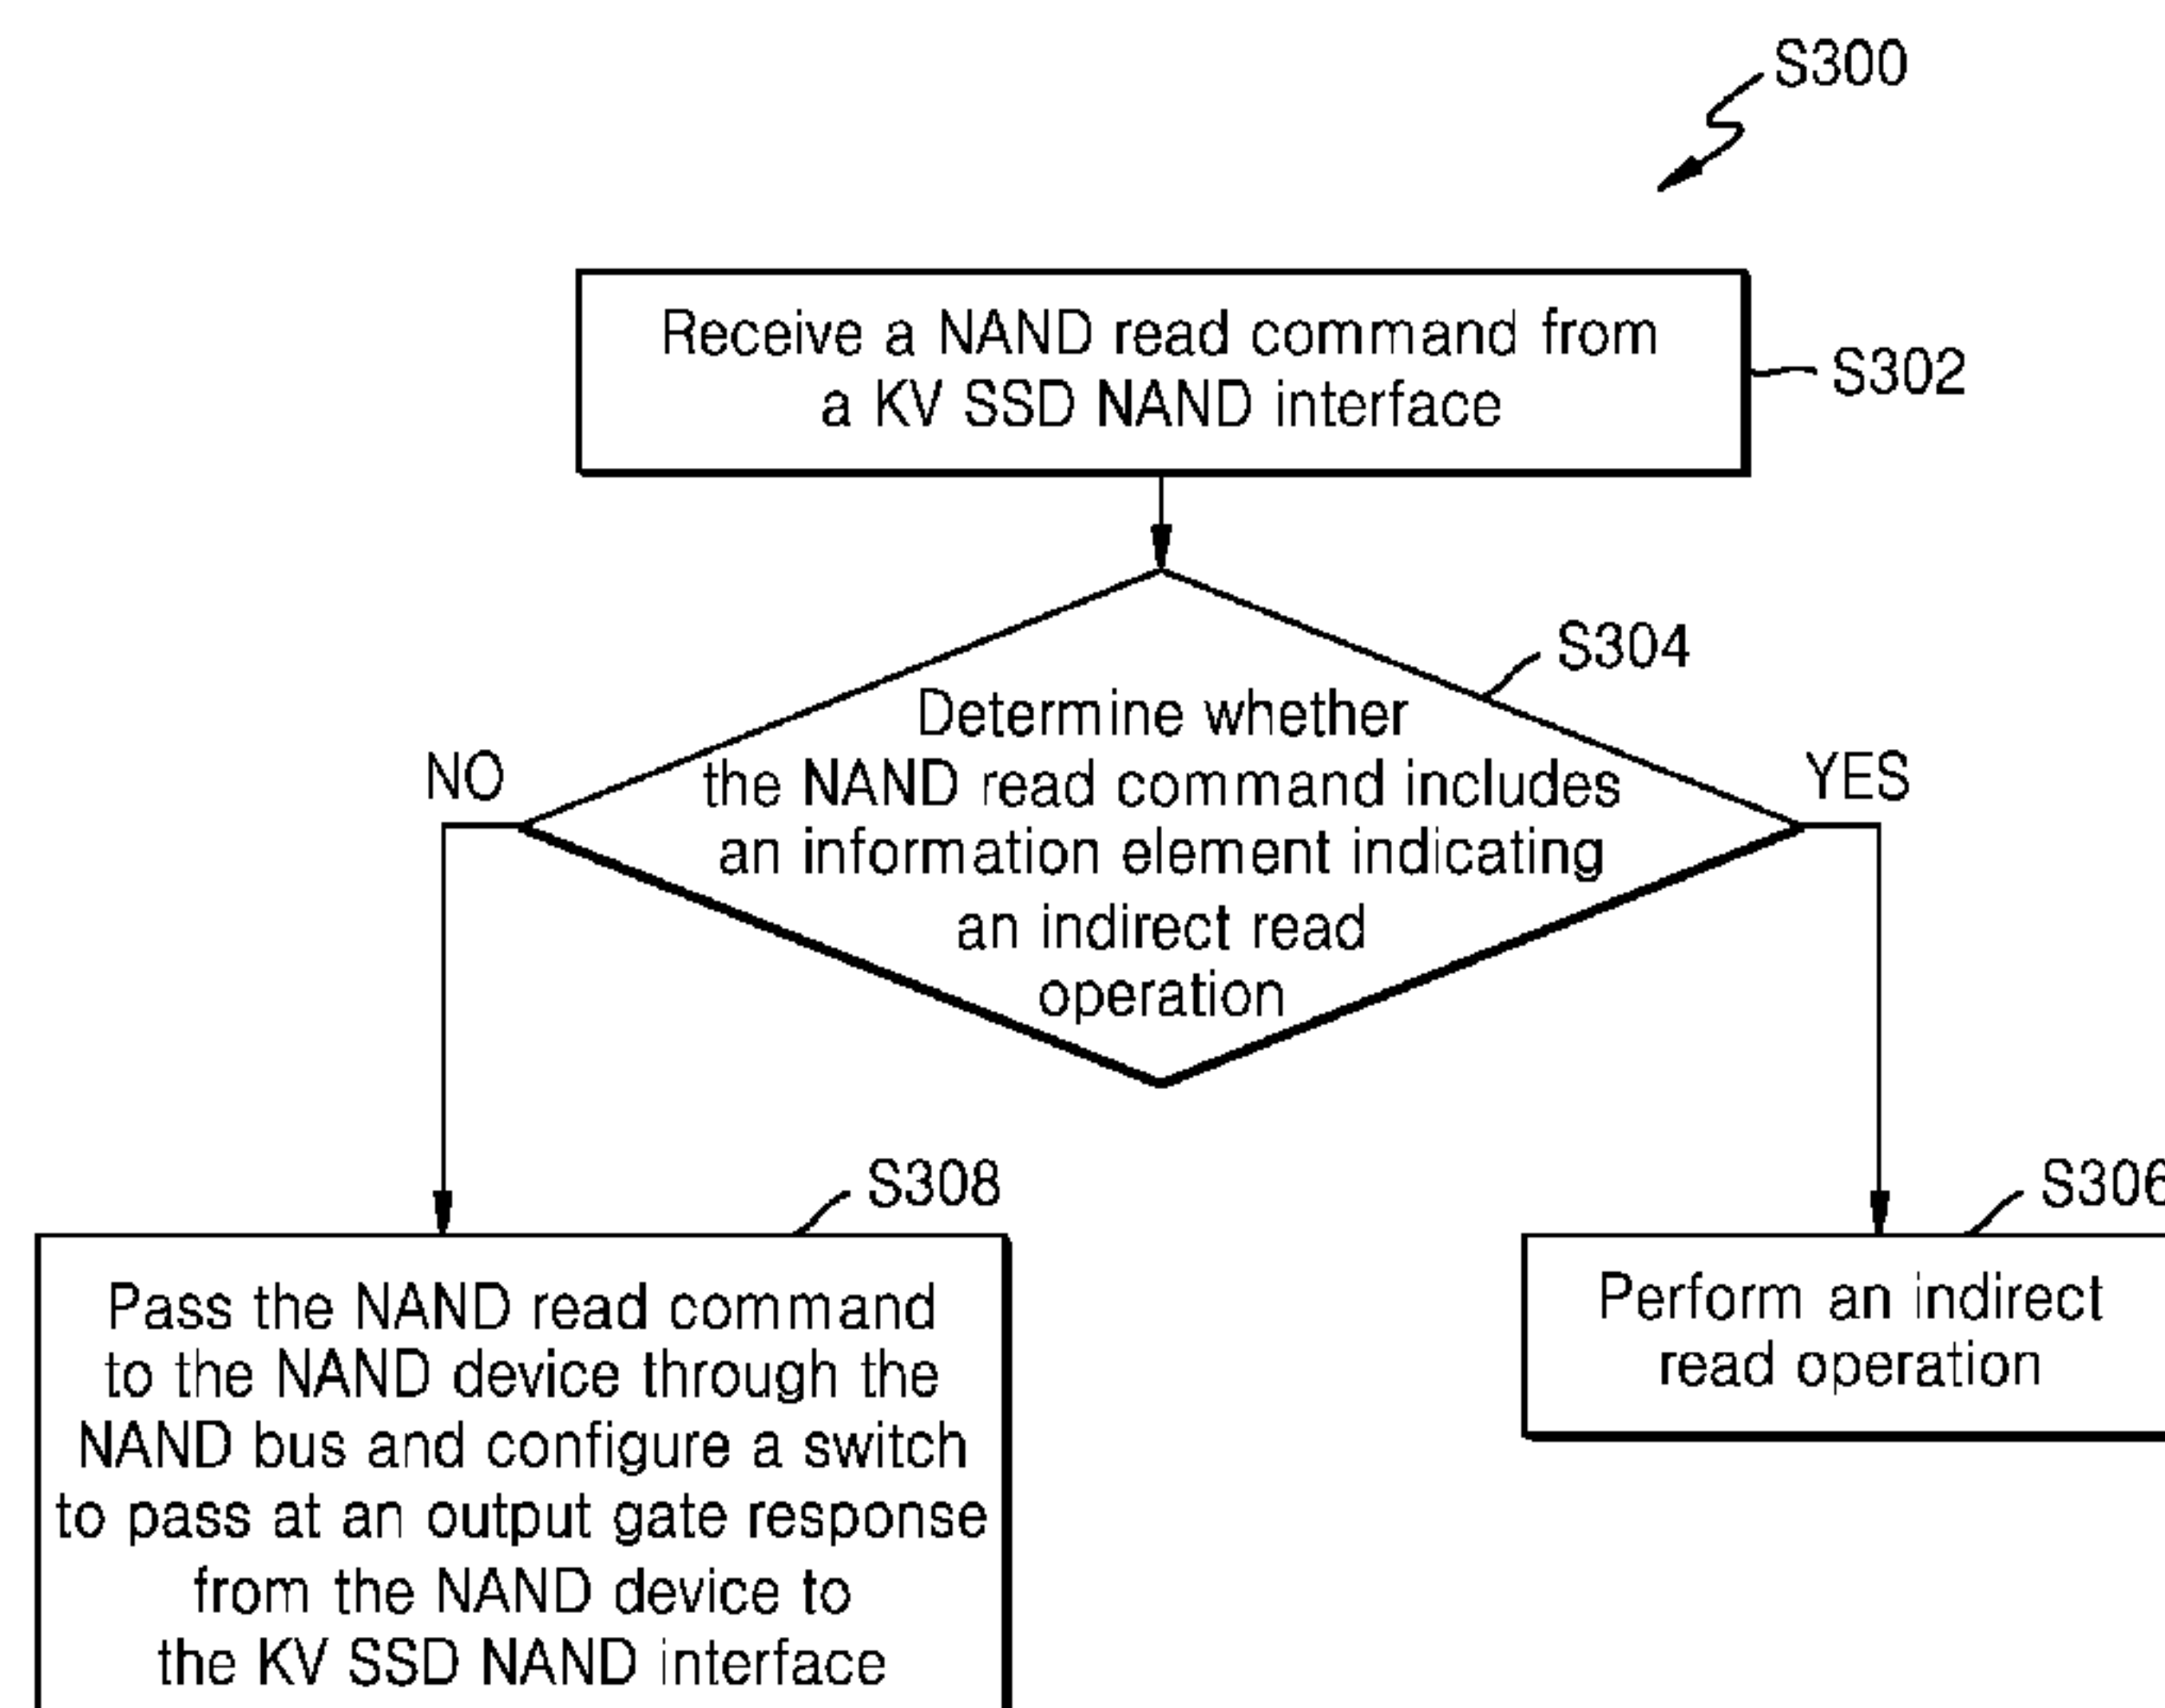 S300
Receive a NAND read command from
a KV SSD NAND interface
S302
S304
Determine whether
the NAND read command includes
an information element indicating
an indirect read
operation
NO
YES
S308
Pass the NAND read command
to the NAND device through the
NAND bus and configure a switch
to pass at an output gate response
from the NAND device to
the KV SSD NAND interface
S306
Perform an indirect
read operation